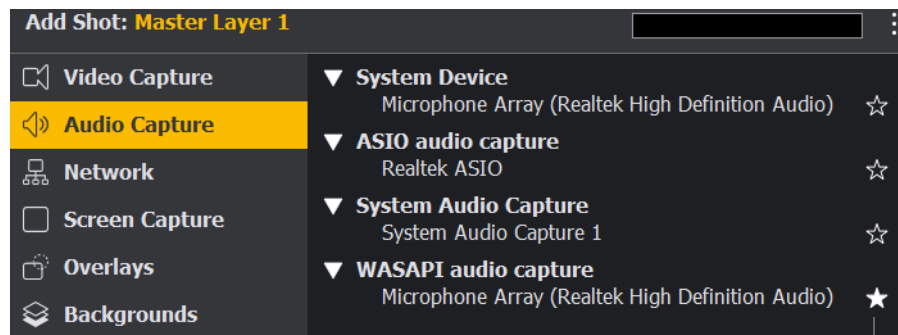 Add Shot: Master Layer 1
Video Capture
Audio Capture
Network
Screen Capture
Overlays
Backgrounds
System Device
Microphone Array (Realtek High Definition Audio)
ASIO audio capture
Realtek ASIO
System Audio Capture
System Audio Capture 1
WASAPI audio capture
Microphone Array (Realtek High Definition Audio)